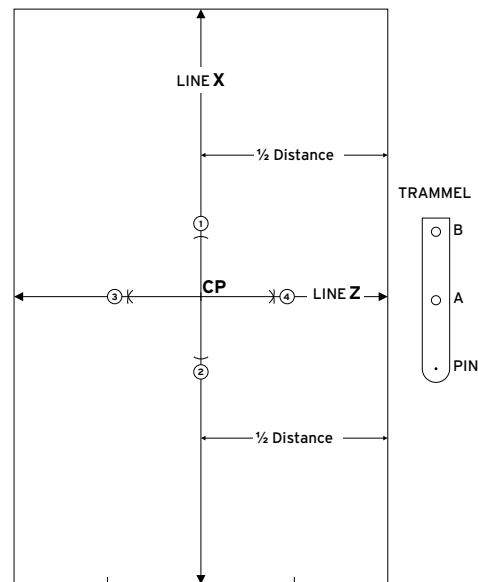 LINE X
½ Distance
TRAMMEL
B
1
3
CP
4
LINE Z
A
2
PIN
½ Distance